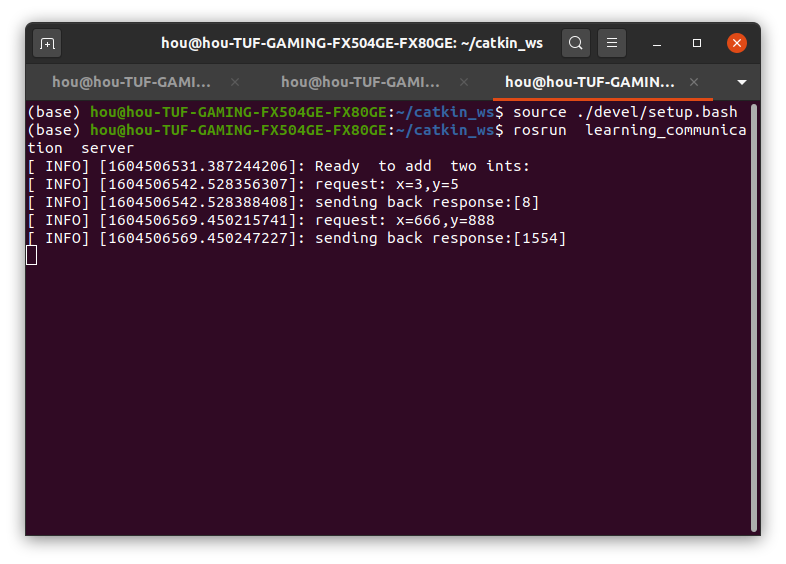 hou@hou-TUF-GAMING-FX504GE-FX80GE: ~/catkin_ws
hou@hou-TUF-GAMI... hou@hou-TUF-GAMI... hou@hou-TUF-GAMIN...
(base) hou@hou-TUF-GAMING-FX504GE-FX80GE:~/catkin_ws$ source ./devel/setup.bash
(base) hou@hou-TUF-GAMING-FX504GE-FX80GE:~/catkin_ws$ rosrun  learning_communica
tion  server
[ INFO] [1604506531.387244206]: Ready  to add  two ints:
[ INFO] [1604506542.528356307]: request: x=3,y=5
[ INFO] [1604506542.528388408]: sending back response:[8]
[ INFO] [1604506569.450215741]: request: x=666,y=888
[ INFO] [1604506569.450247227]: sending back response:[1554]